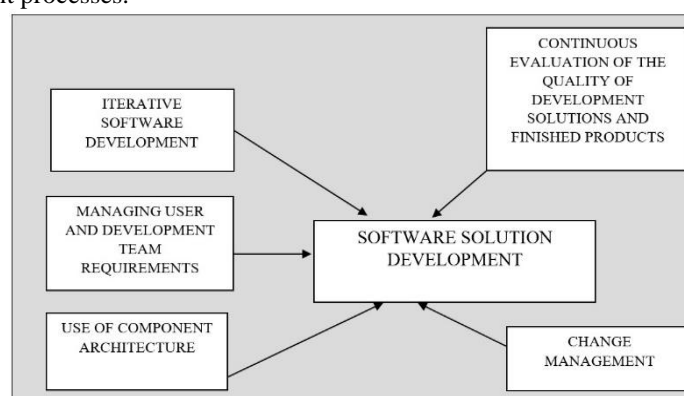 processes.
CONTINUOUS
EVALUATION OF THE
QUALITY OF
DEVELOPMENT
SOLUTIONS AND
FINISHED PRODUCTS
ITERATIVE
SOFTWARE
DEVELOPMENT
MANAGING USER
AND DEVELOPMENT
TEAM
REQUIREMENTS
SOFTWARE SOLUTION
DEVELOPMENT
USE OF COMPONENT
ARCHITECTURE
CHANGE
MANAGEMENT